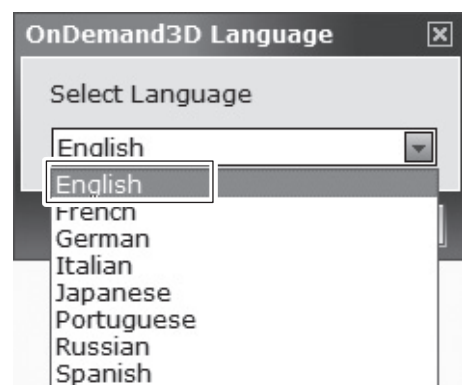 OnDemand3D Language
Select Language
English
English
French
German
Italian
Japanese
Portuguese
Russian
Spanish